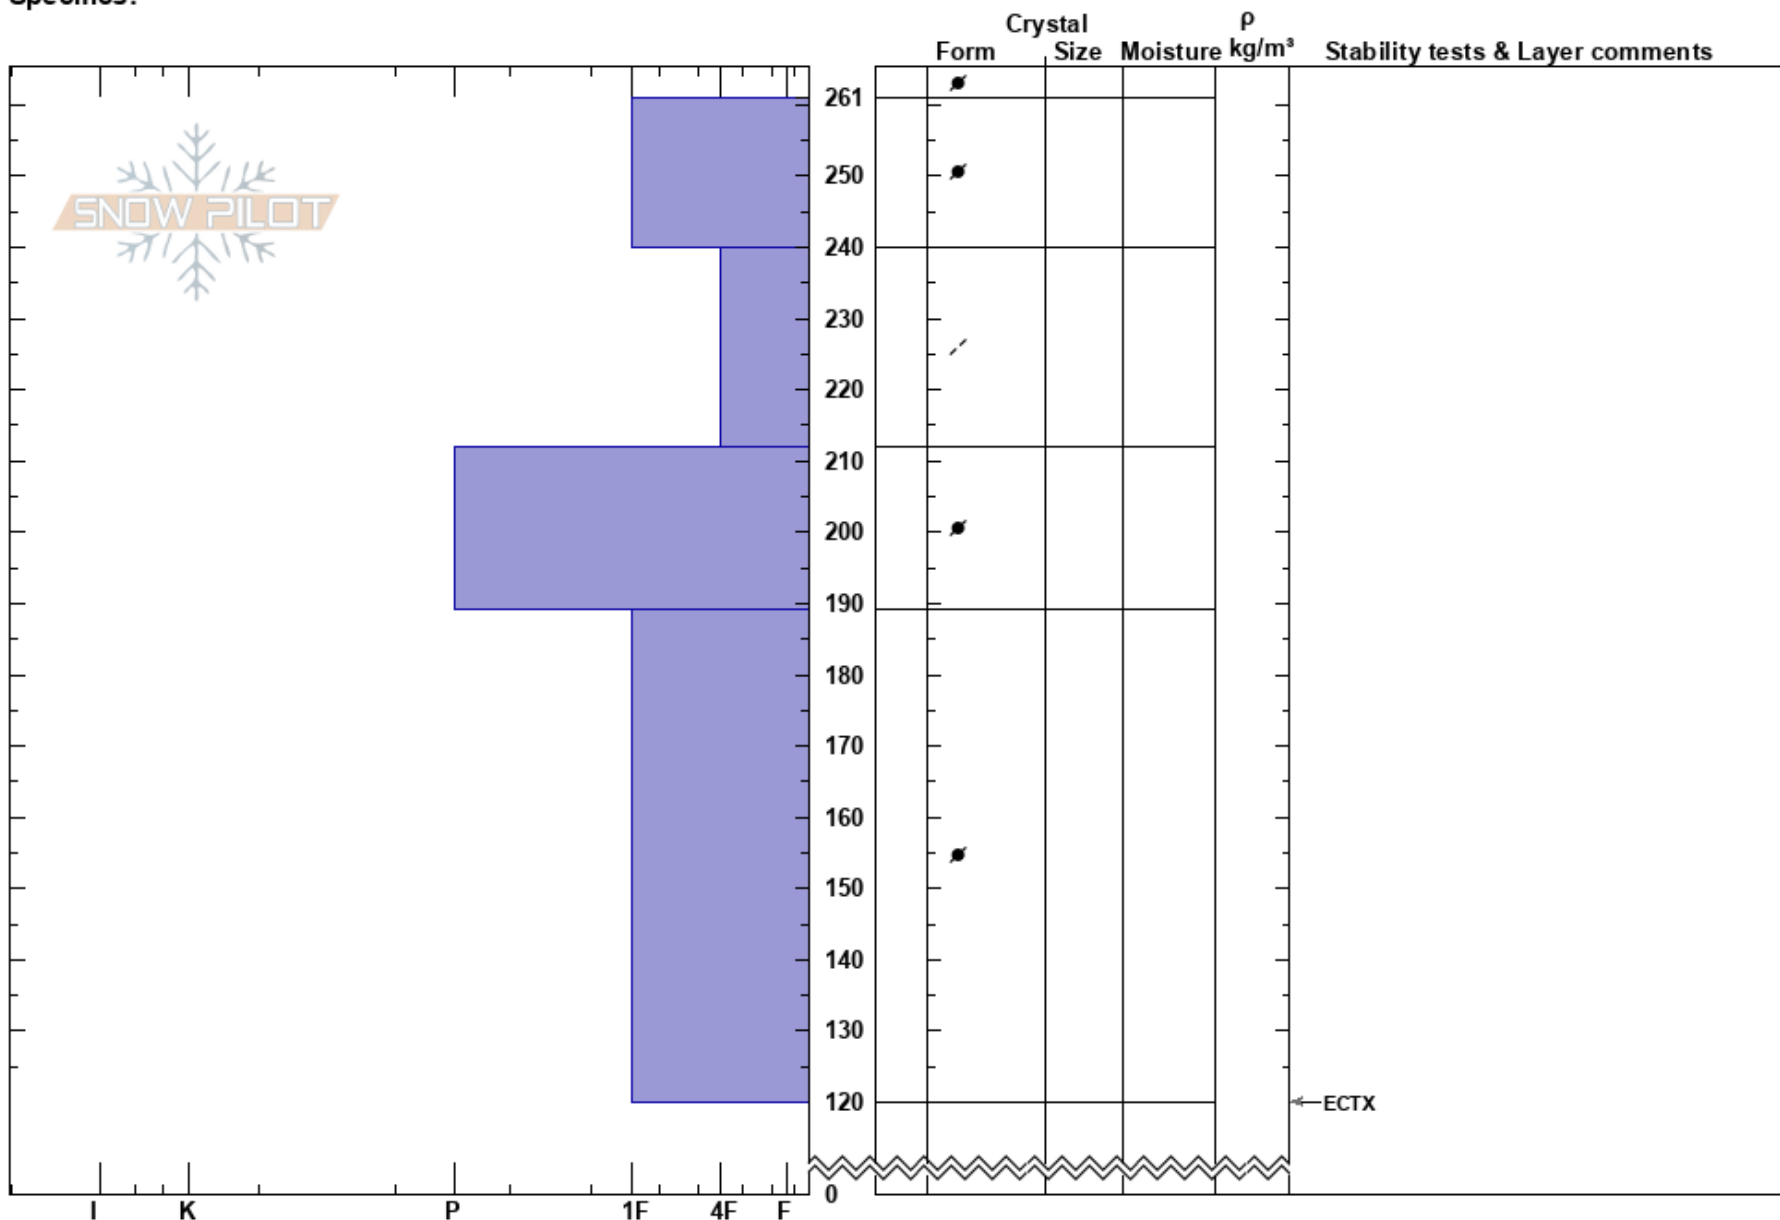 Specifics:
Crystal
ρ
Form
Size
Moisture
kg/m³
Stability tests & Layer comments
SNOW PILOT
261
250
240
230
220
210
200
190
180
170
160
150
140
130
120
ECTX
0
I
K
P
1F
4F
F